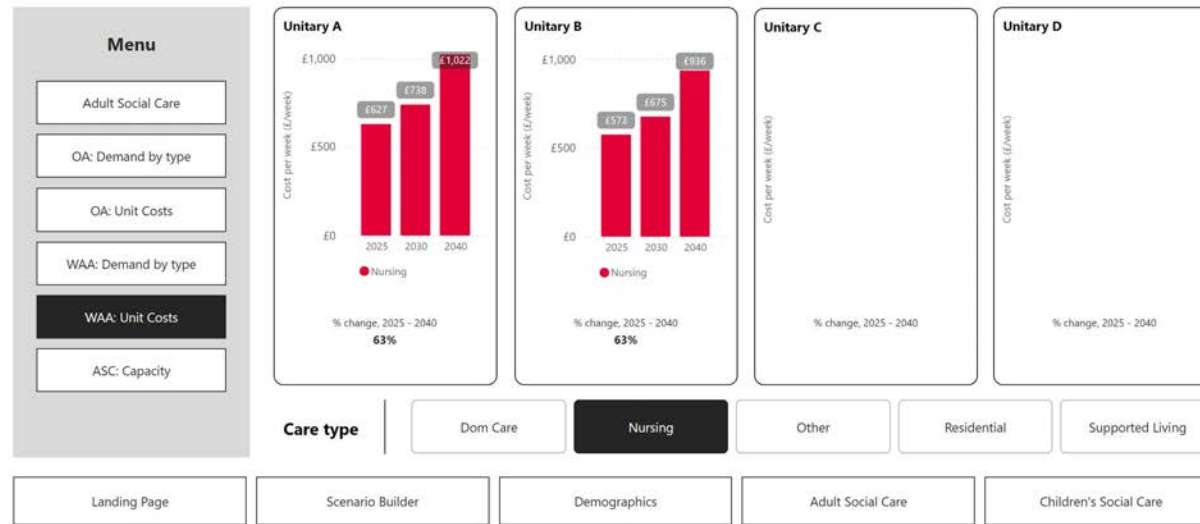 Menu
Adult Social Care
OA: Demand by type
OA: Unit Costs
WAA: Demand by type
WAA: Unit Costs
ASC: Capacity
Unitary A
Cost per week (£/week)
£1,000
£500
£0
£627
£738
£1,022
2025 2030 2040
Nursing
% change, 2025 - 2040
63%
Unitary B
Cost per week (£/week)
£1,000
£500
£0
£573
£675
£936
2025 2030 2040
Nursing
% change, 2025 - 2040
63%
Unitary C
Cost per week (£/week)
% change, 2025 - 2040
Unitary D
Cost per week (£/week)
% change, 2025 - 2040
Care type
Dom Care
Nursing
Other
Residential
Supported Living
Landing Page
Scenario Builder
Demographics
Adult Social Care
Children's Social Care